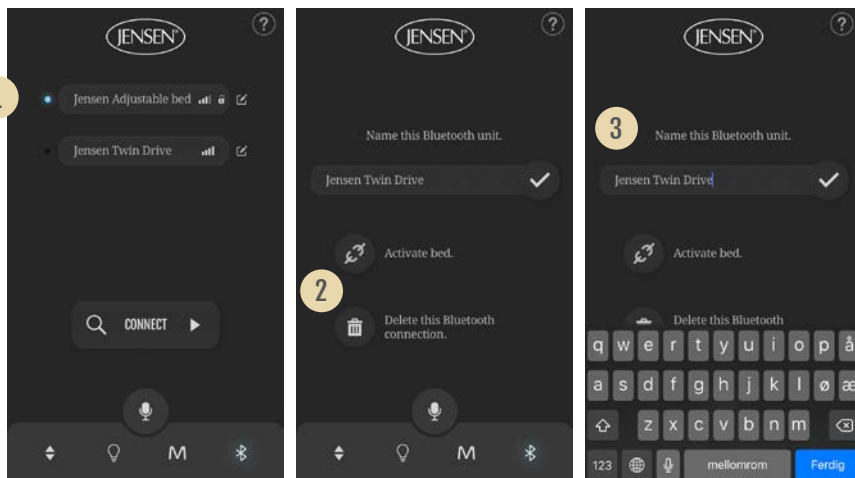 JENSEN®
?
Jensen Adjustable bed
Jensen Twin Drive
CONNECT
M
JENSEN®
?
Name this Bluetooth unit.
Jensen Twin Drive
Activate bed.
2
Delete this Bluetooth
connection.
M
JENSEN®
?
3
Name this Bluetooth unit.
Jensen Twin Drive
Activate bed.
Delete this Bluetooth
q w e r t y u i o p å
a s d f g h j k l ø æ
z x c v b n m
123 mellomrom Ferdig